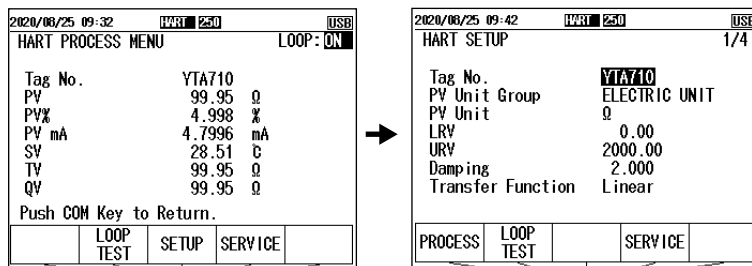 2020/08/25 09:32 HART 250 USB
HART PROCESS MENU LOOP: ON
Tag No. YTA710
PV 99.95 Ω
PV% 4.998 %
PV mA 4.7996 mA
SV 28.51 C
TV 99.95 Ω
QV 99.95 Ω
Push COM Key to Return.
LOOP TEST SETUP SERVICE
2020/08/25 09:42 HART 250 USB
HART SETUP 1/4
Tag No. YTA710
PV Unit Group ELECTRIC UNIT
PV Unit Ω
LRV 0.00
URV 2000.00
Damping 2.000
Transfer Function Linear
PROCESS LOOP TEST SERVICE